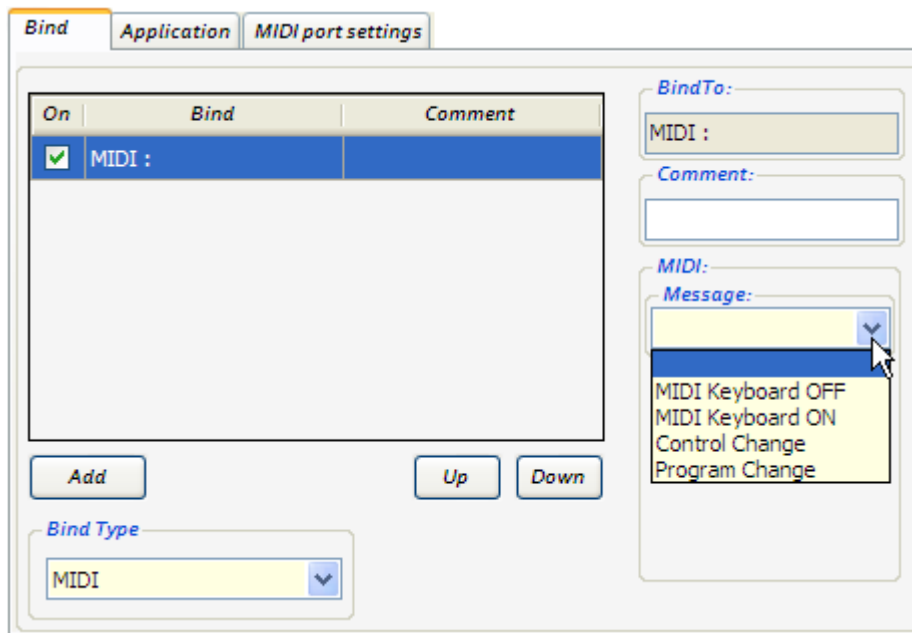 Bind Application MIDI port settings
On Bind Comment
MIDI :
BindTo:
MIDI :
Comment:
MIDI:
Message:
MIDI Keyboard OFF
MIDI Keyboard ON
Control Change
Program Change
Add Up Down
Bind Type
MIDI